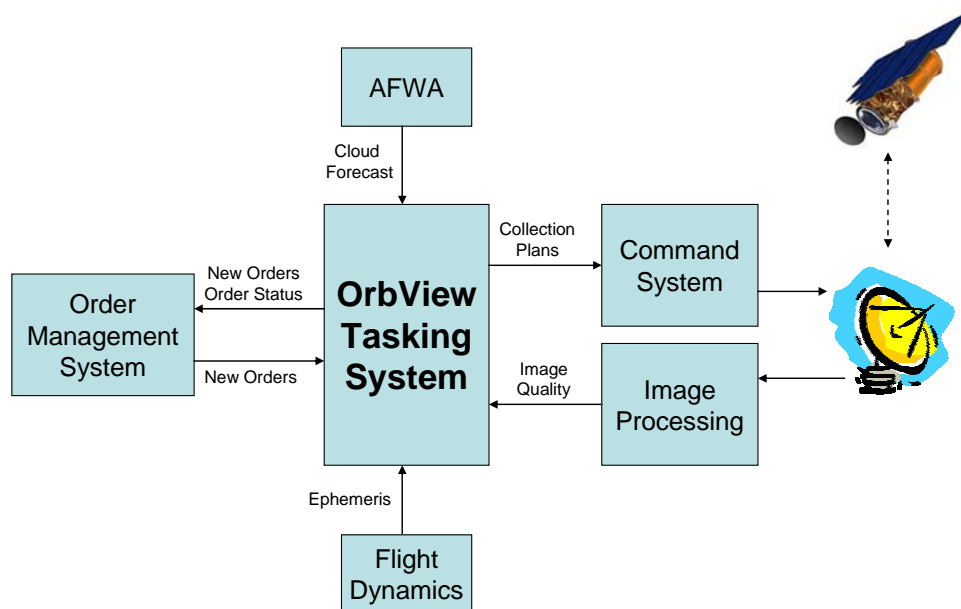 AFWA
Cloud
Forecast
Collection
Plans
Command
System
New Orders
Order Status
Order
Management
System
OrbView
Tasking
System
New Orders
Image
Quality
Image
Processing
Ephemeris
Flight
Dynamics